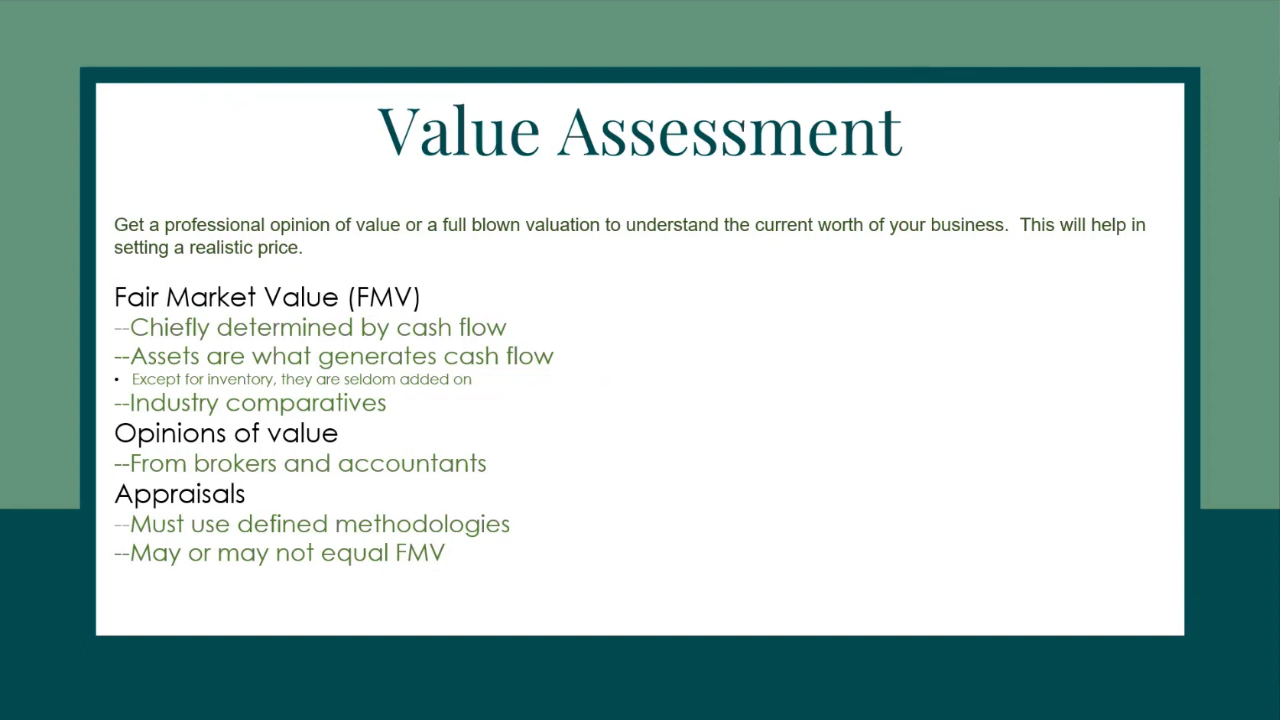 Value Assessment
Get a professional opinion of value or a full blown valuation to understand the current worth of your business.  This will help in
setting a realistic price.
Fair Market Value (FMV)
--Chiefly determined by cash flow
--Assets are what generates cash flow
• Except for inventory, they are seldom added on
--Industry comparatives
Opinions of value
--From brokers and accountants
Appraisals
--Must use defined methodologies
--May or may not equal FMV